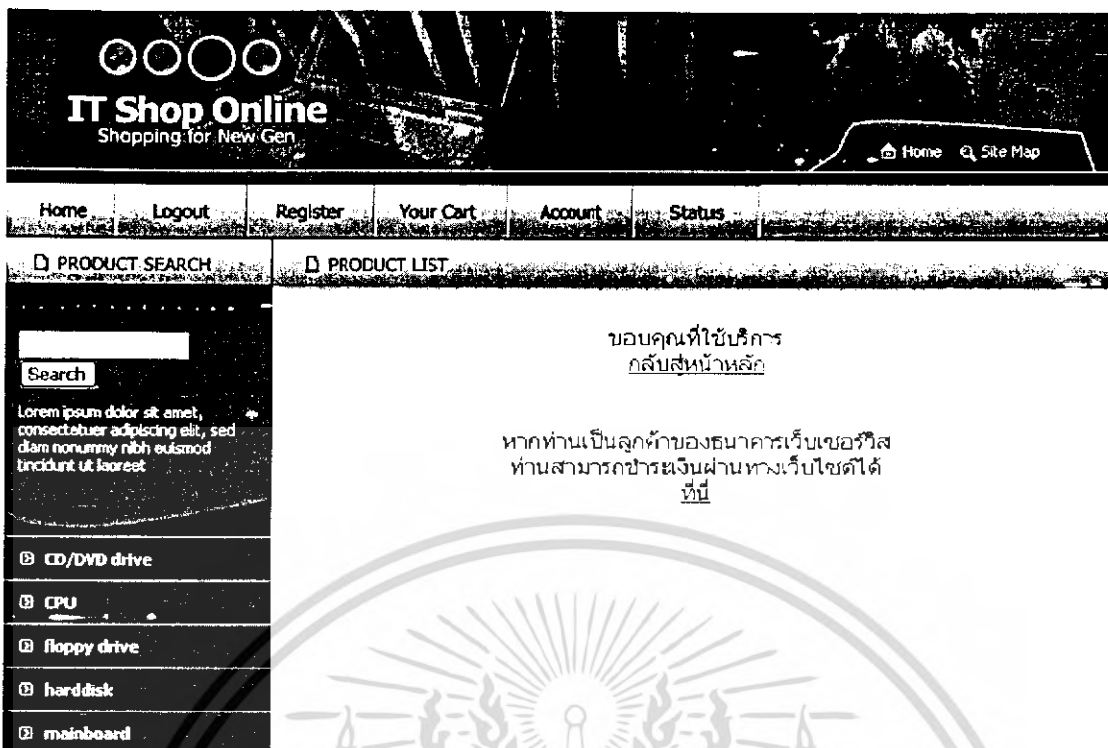 IT Shop Online
Shopping for New Gen
Home Site Map
Home Logout Register Your Cart Account Status
PRODUCT SEARCH
PRODUCT LIST
Search
Lorem ipsum dolor sit amet,
consectetuer adipiscing elit, sed
diam nonummy nibh euismod
tincidunt ut laoreet
CD/DVD drive
CPU
floppy drive
harddisk
mainboard
ขอบคุณที่ใช้บริการ
กลับสู่หน้าหลัก
หากท่านเป็นลูกค้าของธนาคารเว็บเซอร์วิส
ท่านสามารถชำระเงินผ่านทางเว็บไซต์ได้
ที่นี่